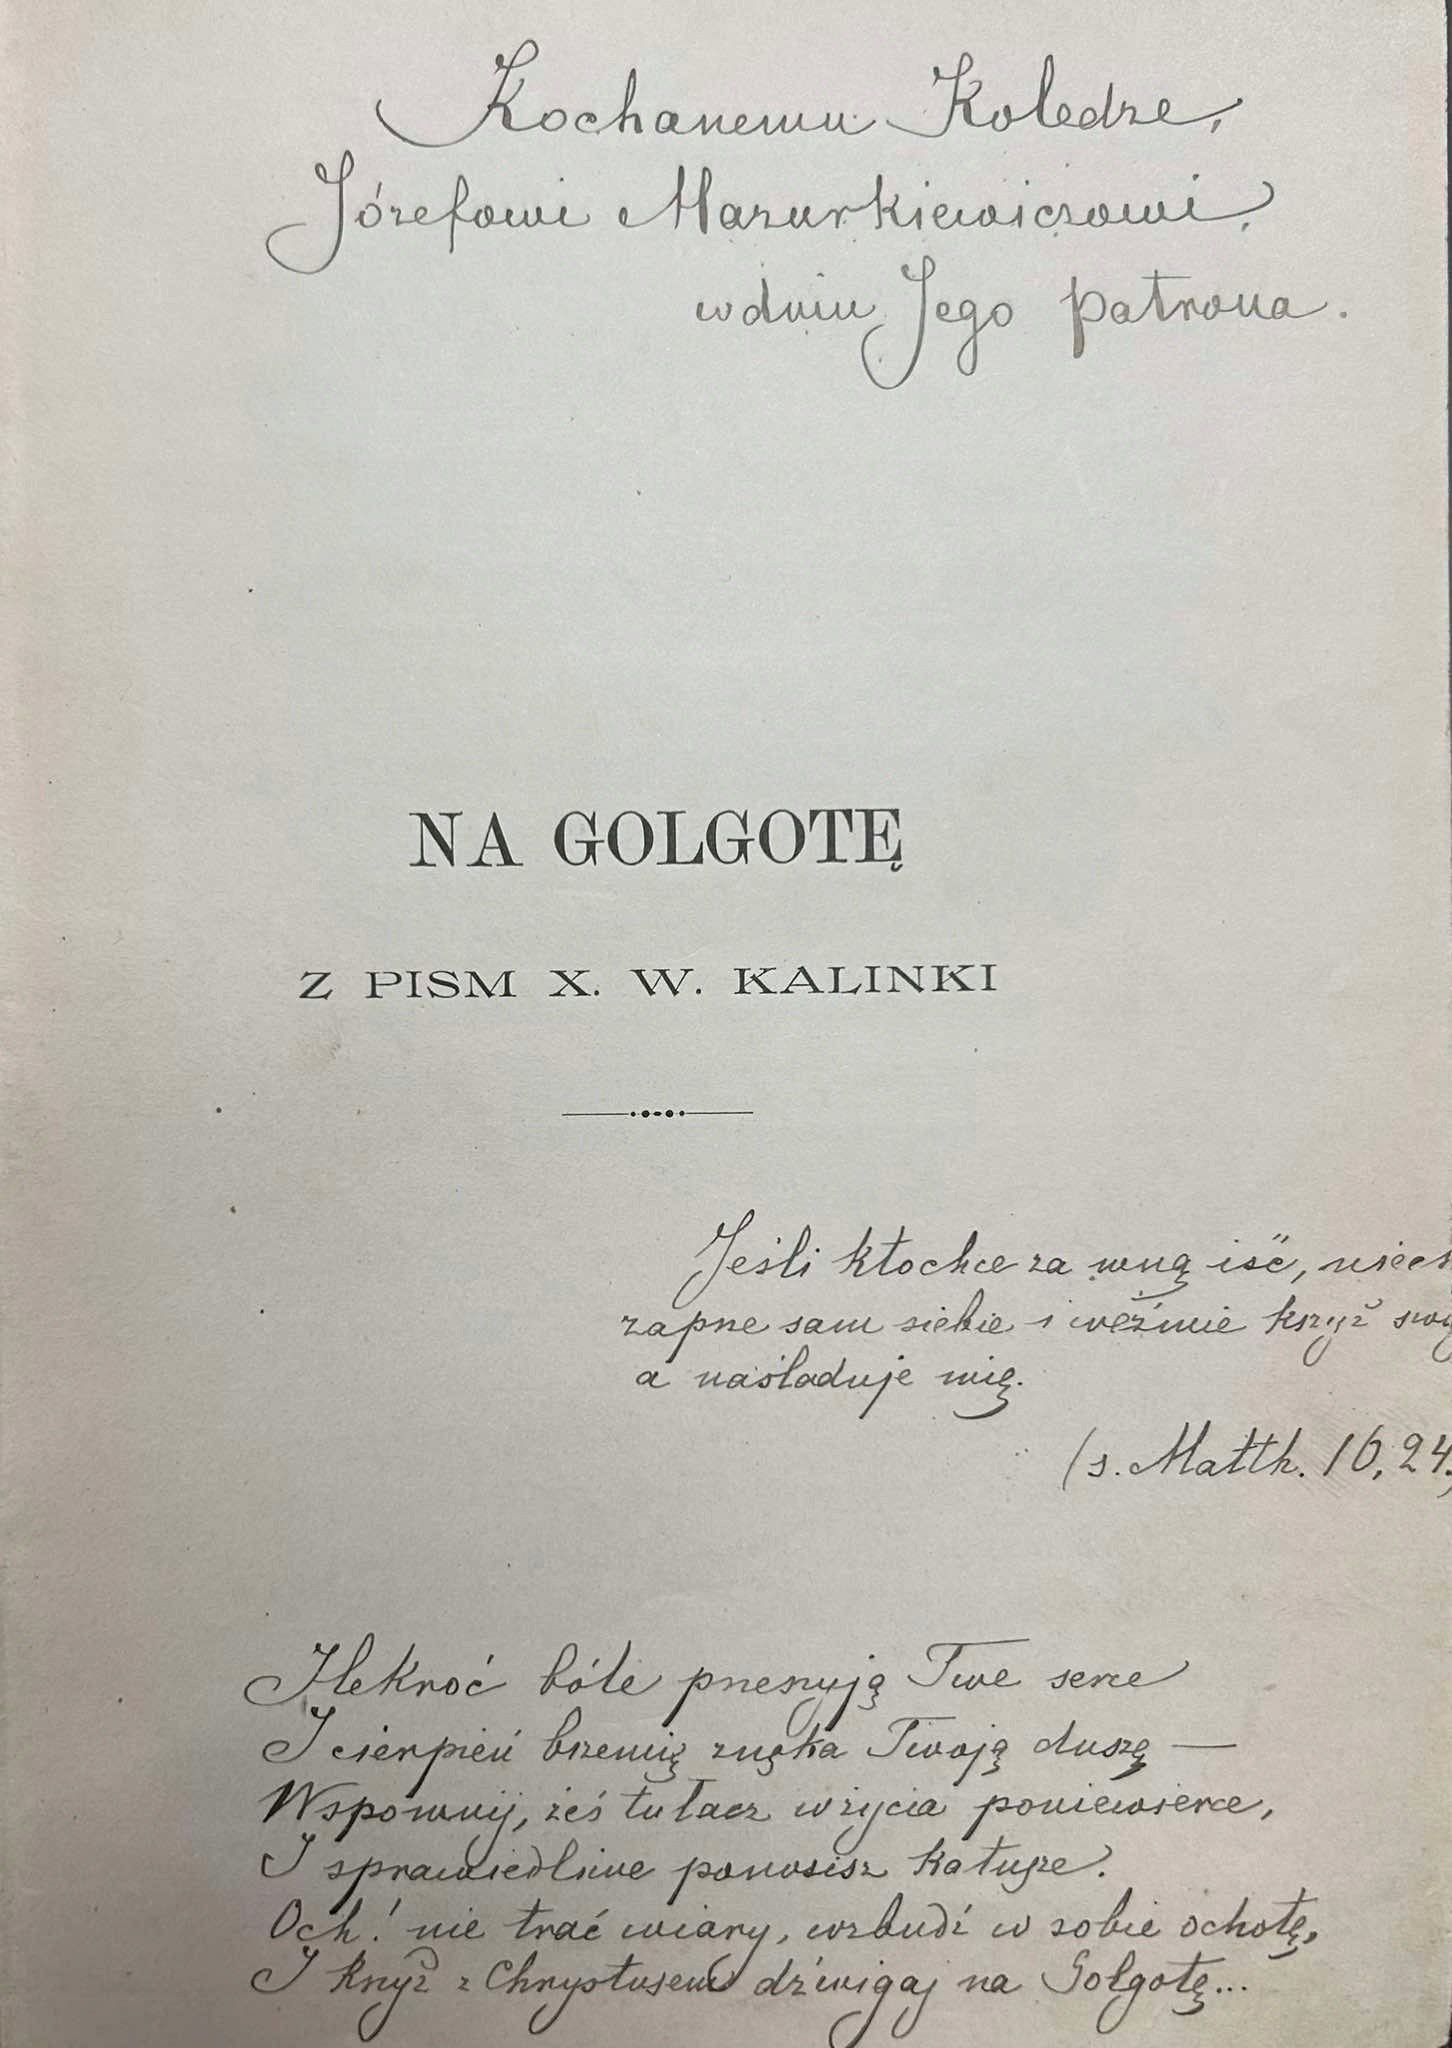 Kochanemu Koledze,
Józefowi Mazurkiewiczowi,
w dniu Jego patrona.
NA GOLGOTĘ
Z PISM X. W. KALINKI
Jeśli kto chce za mną iść, niech
zaprze sam siebie i weźmie krzyż swój
a naśladuje mię.
(s. Matth. 16, 24.)
Ilekroć bóle przeszyją Twe serce
I cierpień brzemię znęka Twoją duszę —
Wspomnij, żeś tułacz w życia poniewierce,
I sprawiedliwe ponosisz katusze.
Och! nie trać wiary, wzbudź w sobie ochotę,
I krzyż z Chrystusem dźwigaj na Golgotę...